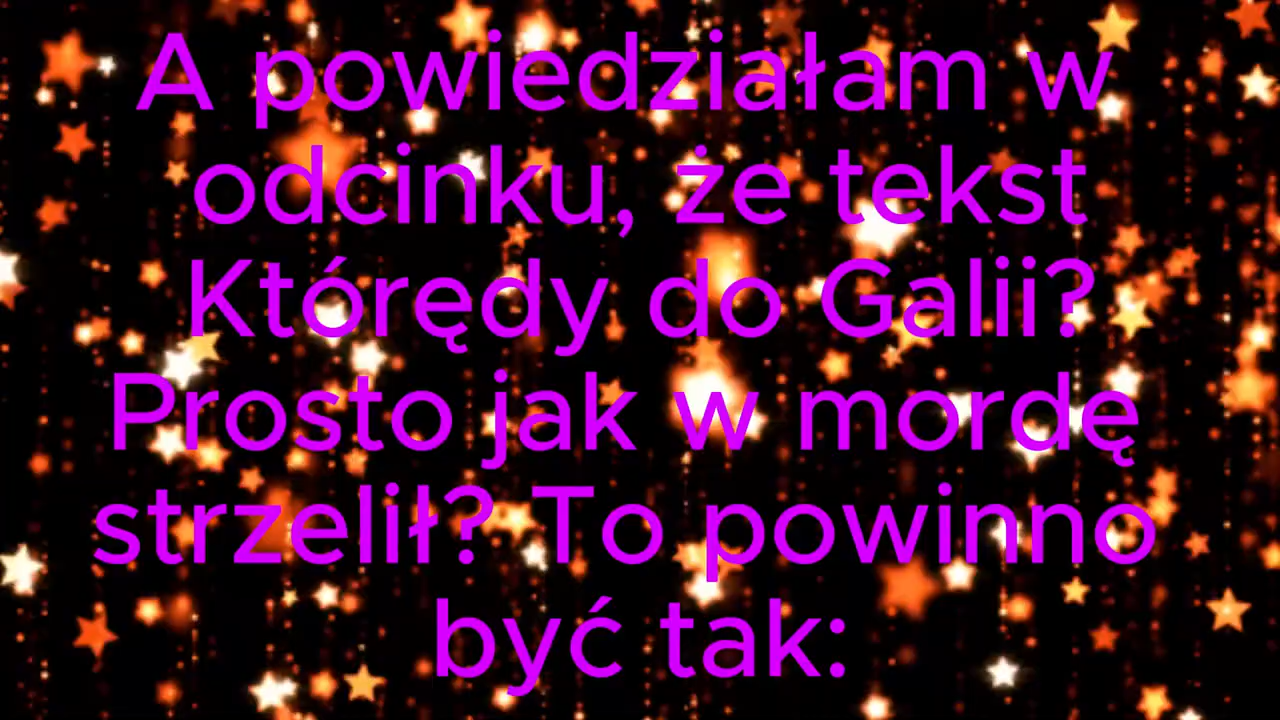 A powiedziałam w
odcinku, że tekst
Którędy do Galii?
Prosto jak w mordę
strzelił? To powinno
być tak: